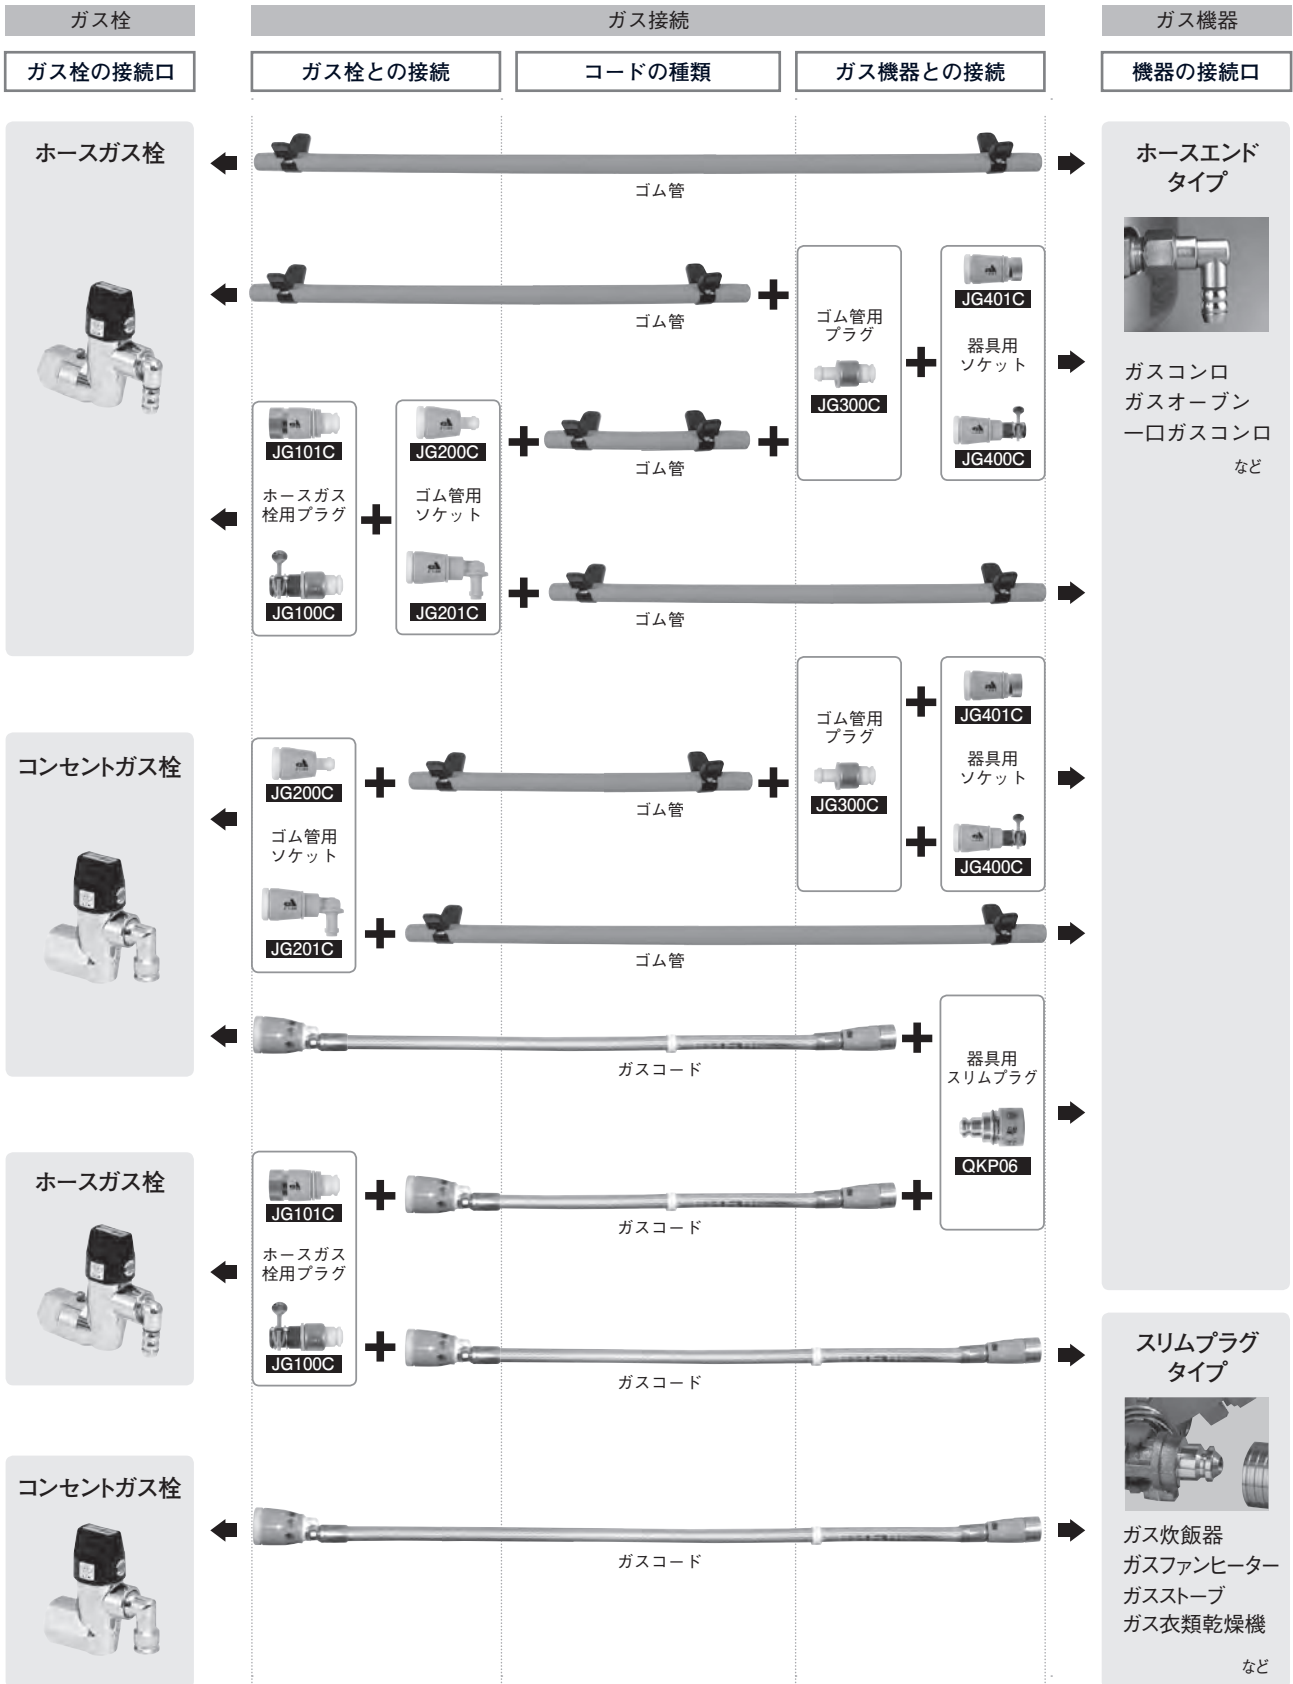 ガス栓
ガス接続
ガス機器
ガス栓の接続口
ガス栓との接続
コードの種類
ガス機器との接続
機器の接続口
ホースガス栓
ゴム管
ホースエンド
タイプ
ガスコンロ
ガスオーブン
一口ガスコンロ
など
ゴム管
ゴム管用
プラグ
JG300C
JG401C
器具用
ソケット
JG400C
JG101C
ホースガス
栓用プラグ
JG100C
JG200C
ゴム管用
ソケット
JG201C
ゴム管
ゴム管
コンセントガス栓
JG200C
ゴム管用
ソケット
JG201C
ゴム管
ゴム管用
プラグ
JG300C
JG401C
器具用
ソケット
JG400C
ゴム管
ガスコード
器具用
スリムプラグ
QKP06
ホースガス栓
JG101C
ホースガス
栓用プラグ
JG100C
ガスコード
ガスコード
スリムプラグ
タイプ
ガス炊飯器
ガスファンヒーター
ガスストーブ
ガス衣類乾燥機
など
コンセントガス栓
ガスコード